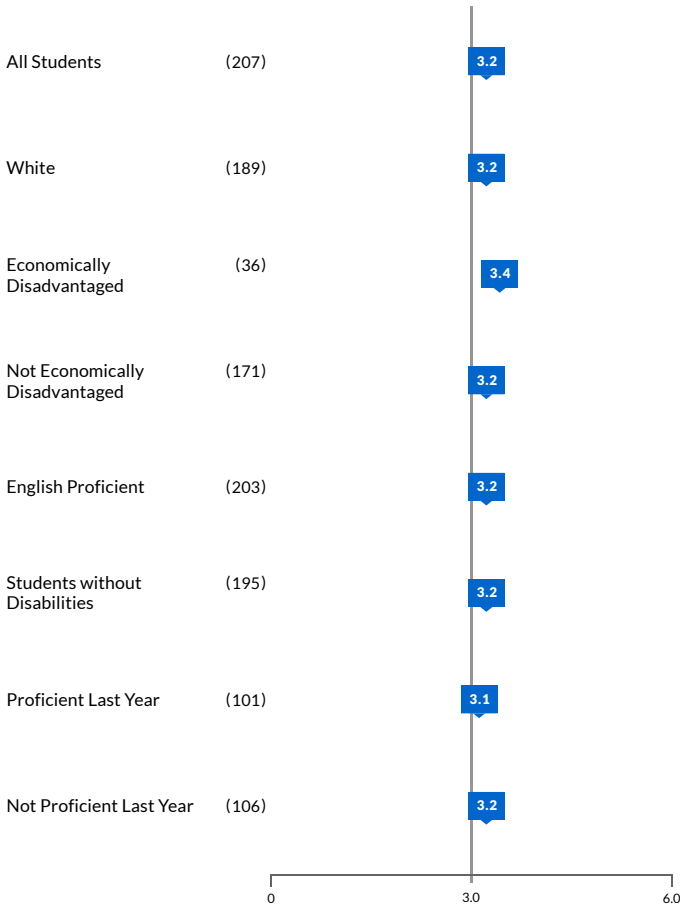 All Students (207) 3.2
White (189) 3.2
Economically (36) 3.4
Disadvantaged
Not Economically (171) 3.2
Disadvantaged
English Proficient (203) 3.2
Students without (195) 3.2
Disabilities
Proficient Last Year (101) 3.1
Not Proficient Last Year (106) 3.2
0 3.0 6.0